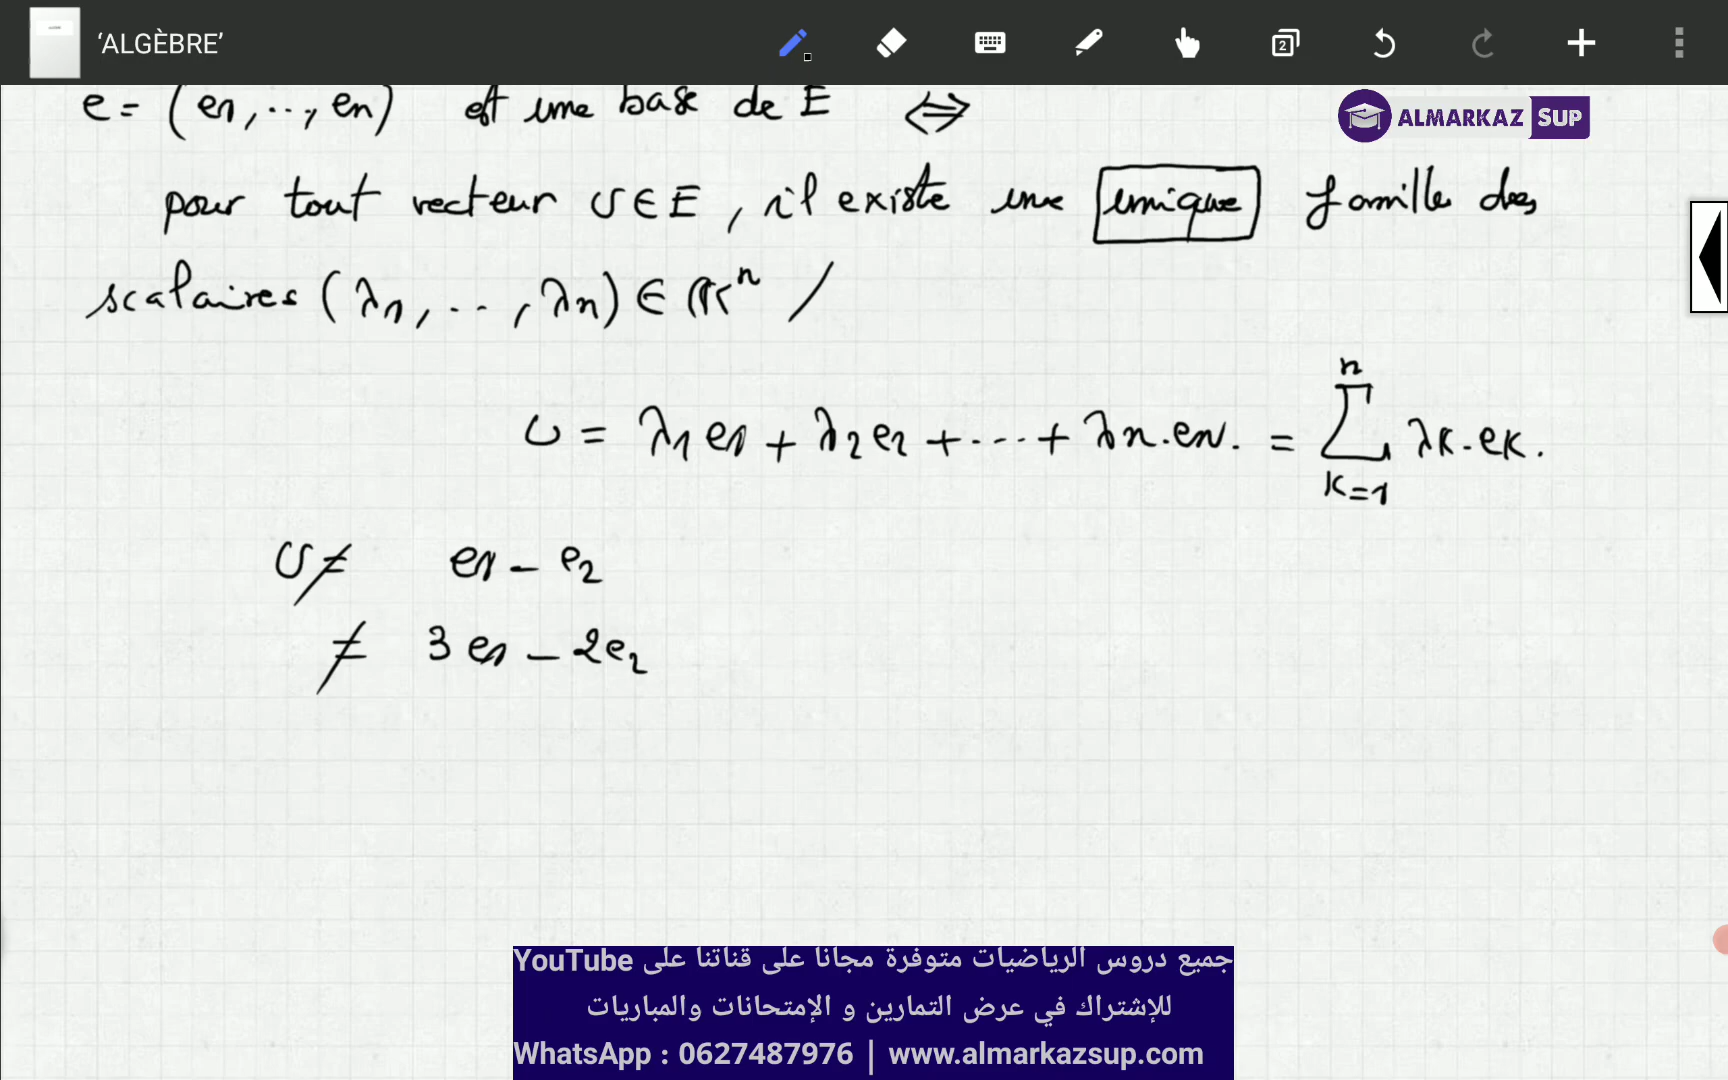 ‘ALGÈBRE’
2
ALMARKAZ SUP
e = (e1, .., en) est une base de E ⟺
pour tout vecteur U ∈ E, il existe une unique famille des
scalaires (λ1, .., λn) ∈ K^n /
U = λ1 e1 + λ2 e2 + ... + λn.en. = Σ_{k=1}^{n} λk.ek.
U ≠ e1 - e2
≠ 3 e1 - 2e2
جميع دروس الرياضيات متوفرة مجانا على قناتنا على YouTube
للإشتراك في عرض التمارين و الإمتحانات والمباريات
WhatsApp : 0627487976 | www.almarkazsup.com